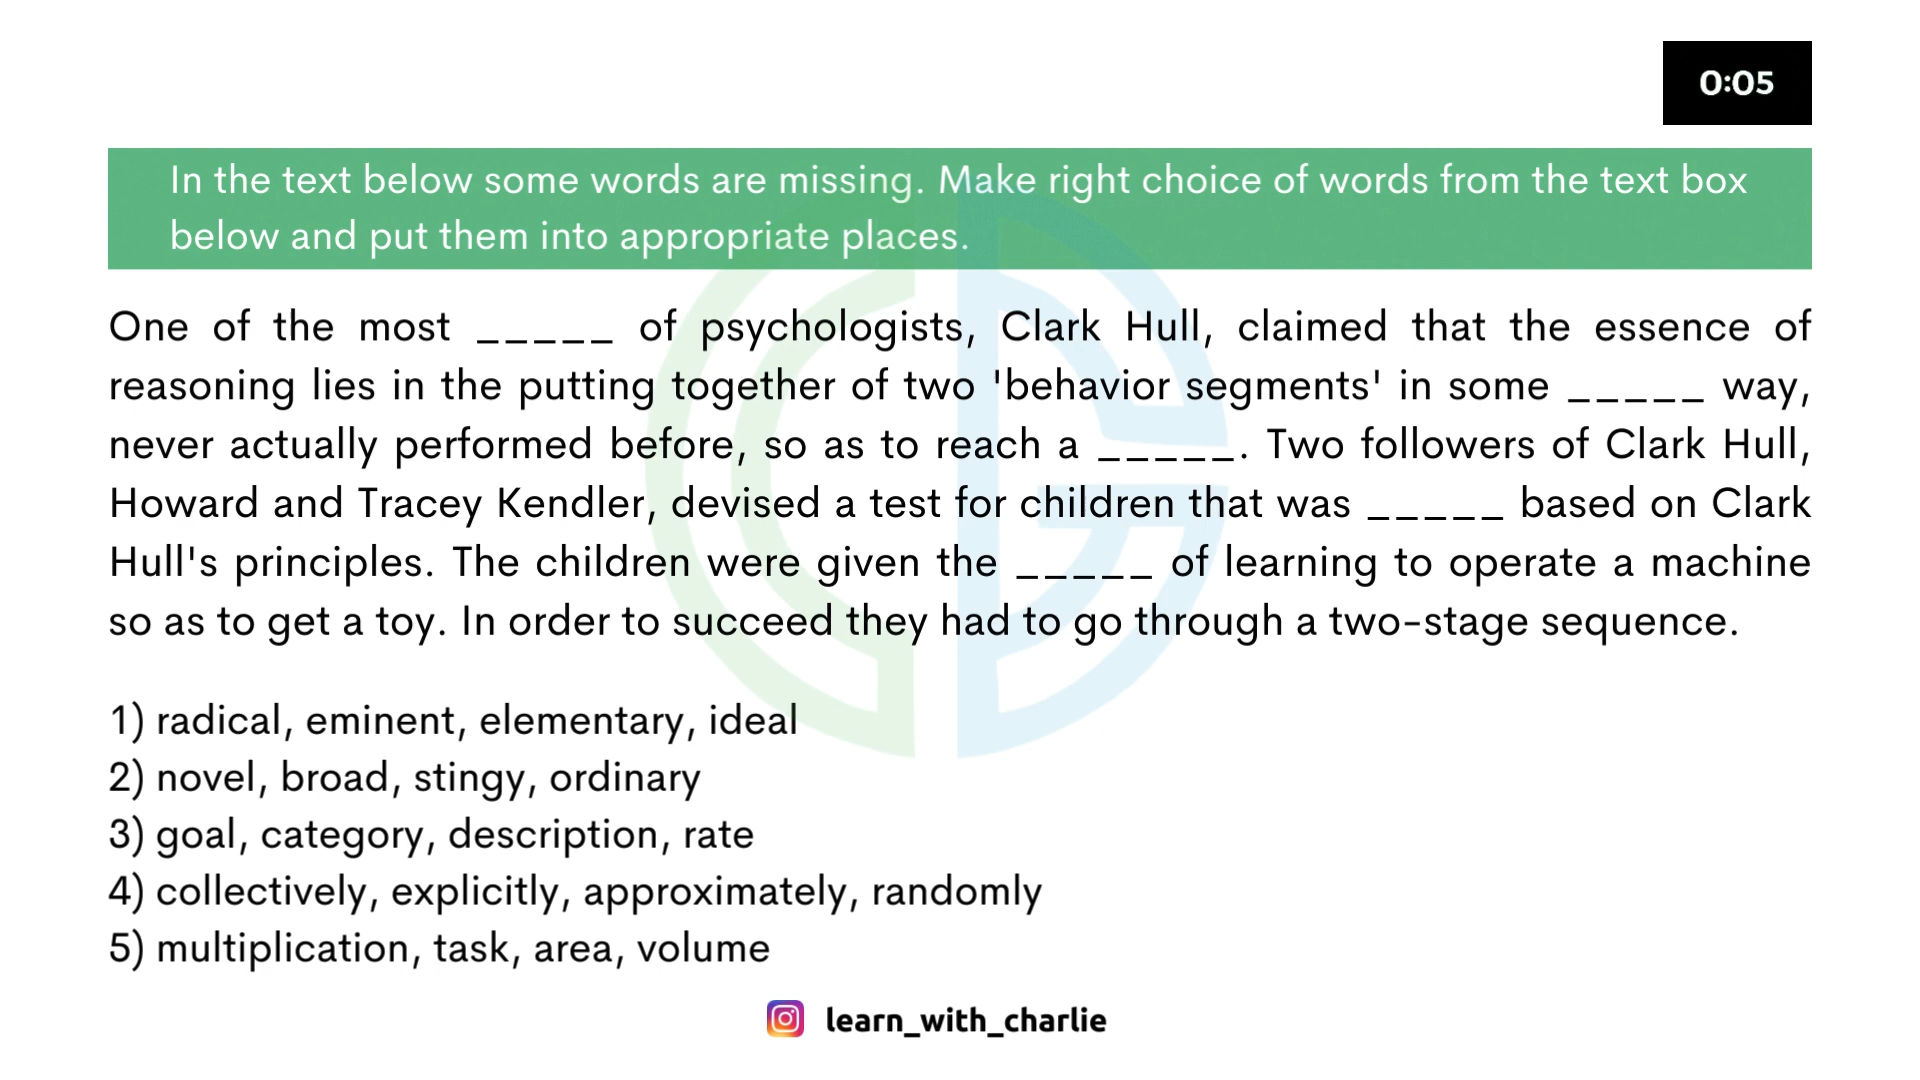 0:05
In the text below some words are missing. Make right choice of words from the text box
below and put them into appropriate places.
One of the most _____ of psychologists, Clark Hull, claimed that the essence of
reasoning lies in the putting together of two 'behavior segments' in some _____ way,
never actually performed before, so as to reach a _____. Two followers of Clark Hull,
Howard and Tracey Kendler, devised a test for children that was _____ based on Clark
Hull's principles. The children were given the _____ of learning to operate a machine
so as to get a toy. In order to succeed they had to go through a two-stage sequence.
1) radical, eminent, elementary, ideal
2) novel, broad, stingy, ordinary
3) goal, category, description, rate
4) collectively, explicitly, approximately, randomly
5) multiplication, task, area, volume
learn_with_charlie